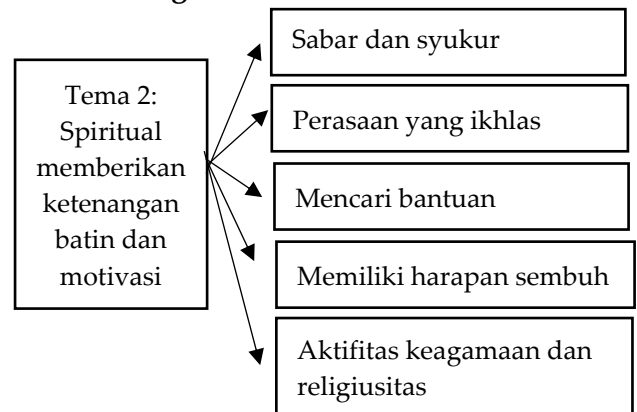 Tema 2:
Spiritual
memberikan
ketenangan
batin dan
motivasi
Sabar dan syukur
Perasaan yang ikhlas
Mencari bantuan
Memiliki harapan sembuh
Aktifitas keagamaan dan
religiusitas